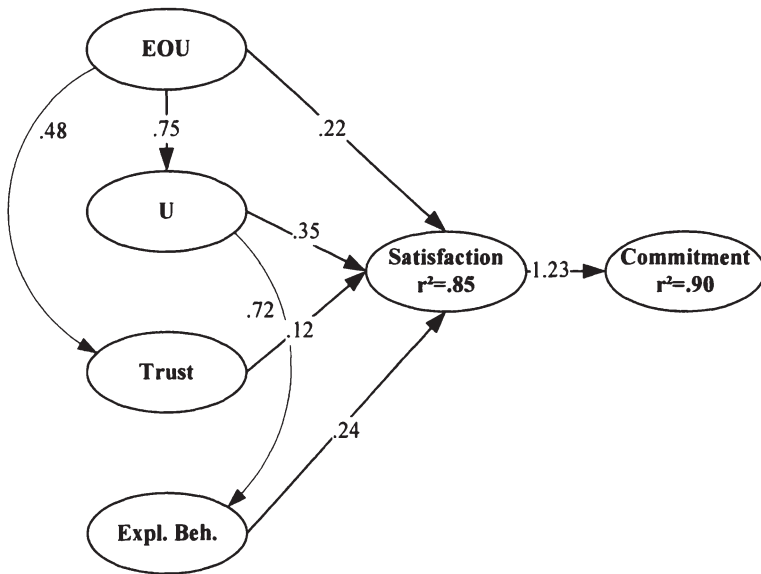 EOU
.48
.75
.22
U
.35
Satisfaction
r²=.85
1.23
Commitment
r²=.90
.72
.12
Trust
.24
Expl. Beh.